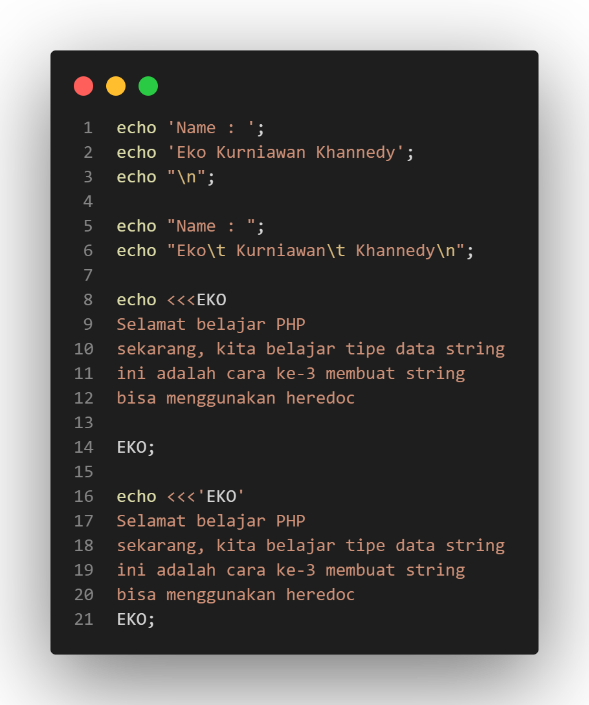 1 echo 'Name : ';
2 echo 'Eko Kurniawan Khannedy';
3 echo "\n";
4
5 echo "Name : ";
6 echo "Eko\t Kurniawan\t Khannedy\n";
7
8 echo <<<EKO
9 Selamat belajar PHP
10 sekarang, kita belajar tipe data string
11 ini adalah cara ke-3 membuat string
12 bisa menggunakan heredoc
13
14 EKO;
15
16 echo <<<'EKO'
17 Selamat belajar PHP
18 sekarang, kita belajar tipe data string
19 ini adalah cara ke-3 membuat string
20 bisa menggunakan heredoc
21 EKO;